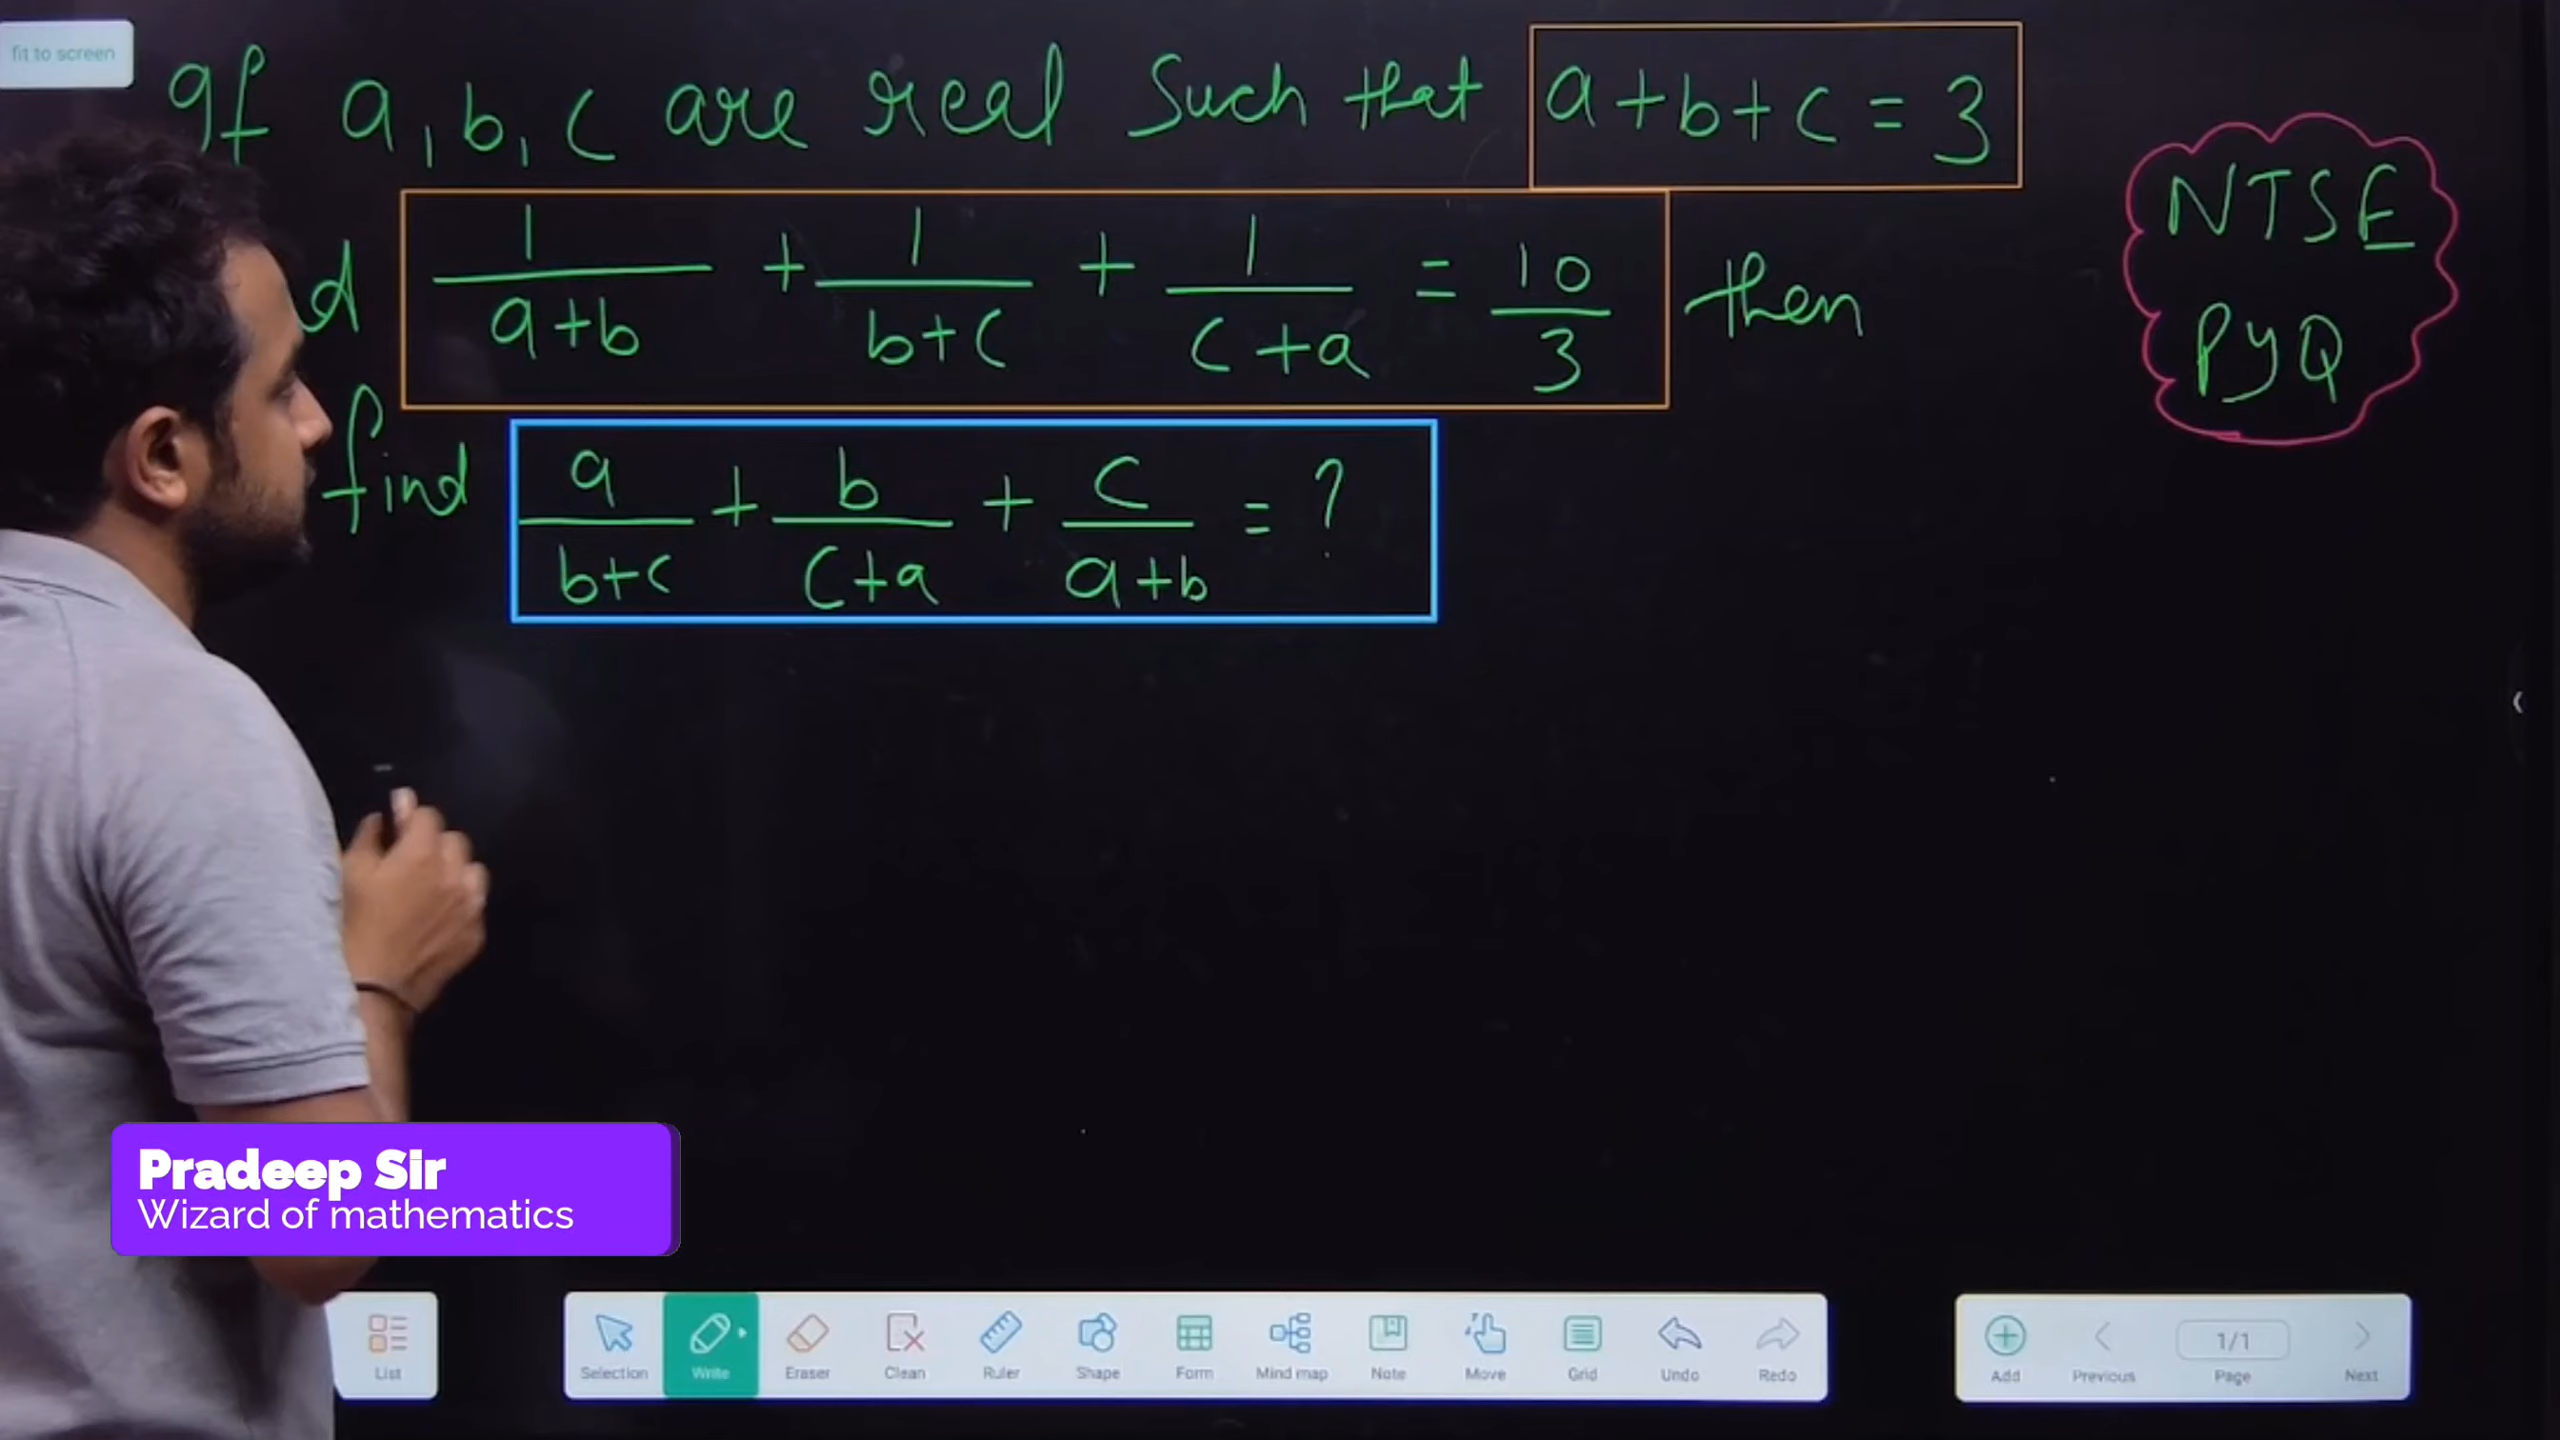 fit to screen
If a, b, c are real such that a+b+c = 3
d 1/(a+b) + 1/(b+c) + 1/(c+a) = 10/3 then
find a/(b+c) + b/(c+a) + c/(a+b) = ?
NTSE
PYQ
Pradeep Sir
Wizard of mathematics
List
Selection Write Eraser Clean Ruler Shape Form Mind map Note Move Grid Undo Redo
Add Previous 1/1 Page Next